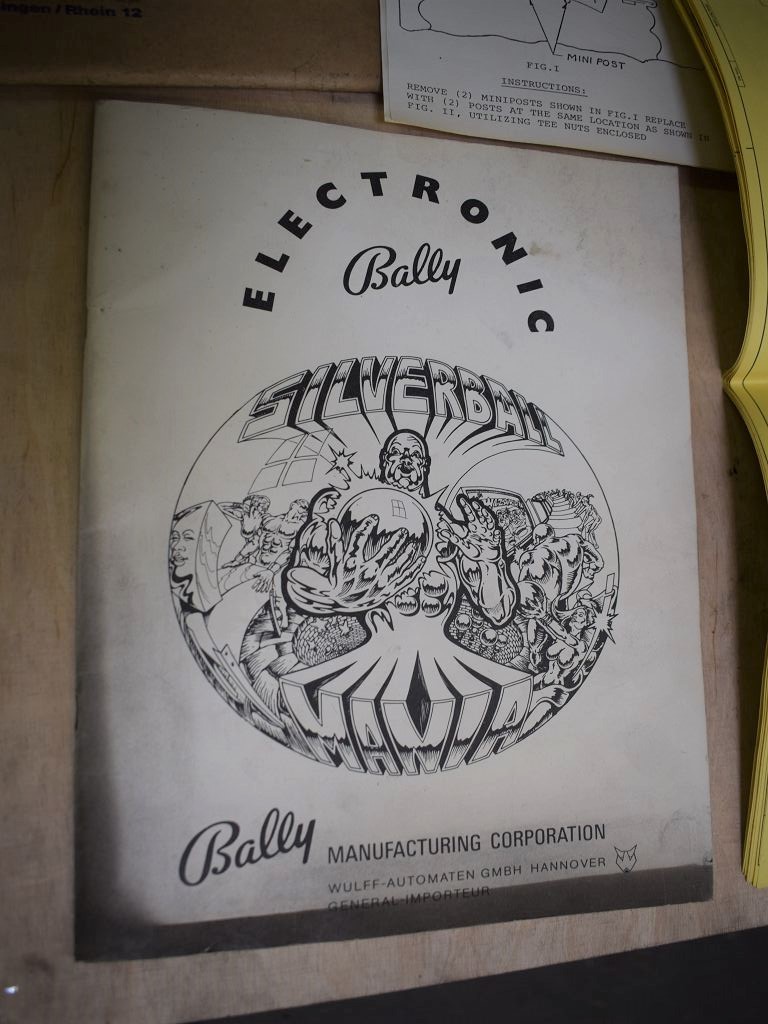 ingen / Rhein 12
MINI POST
FIG.I
INSTRUCTIONS:
REMOVE (2) MINIPOSTS SHOWN IN FIG.I REPLACE
WITH (2) POSTS AT THE SAME LOCATION AS SHOWN IN
FIG. II, UTILIZING TEE NUTS ENCLOSED
ELECTRONIC
Bally
SILVERBALL
MANIA
Bally MANUFACTURING CORPORATION
WULFF-AUTOMATEN GMBH HANNOVER
GENERAL-IMPORTEUR